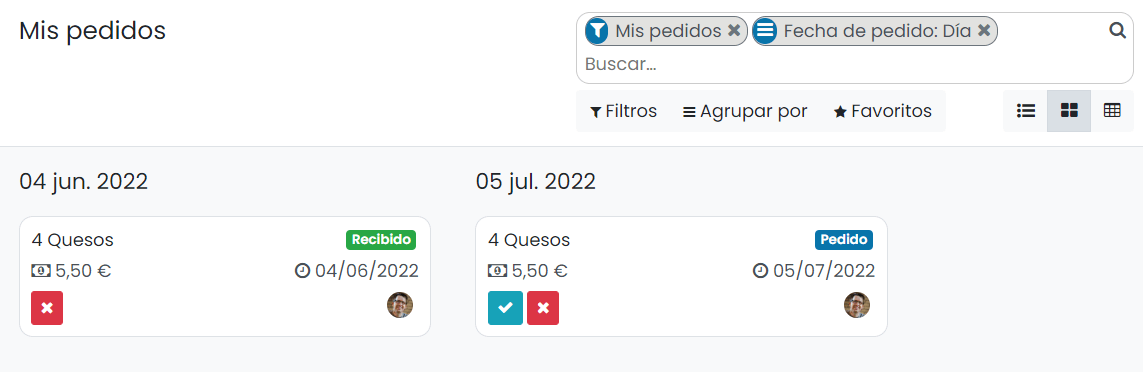 Mis pedidos
Mis pedidos Fecha de pedido: Día
Buscar...
Filtros Agrupar por Favoritos
04 jun. 2022 05 jul. 2022
4 Quesos Recibido 4 Quesos Pedido
5,50 € 04/06/2022 5,50 € 05/07/2022